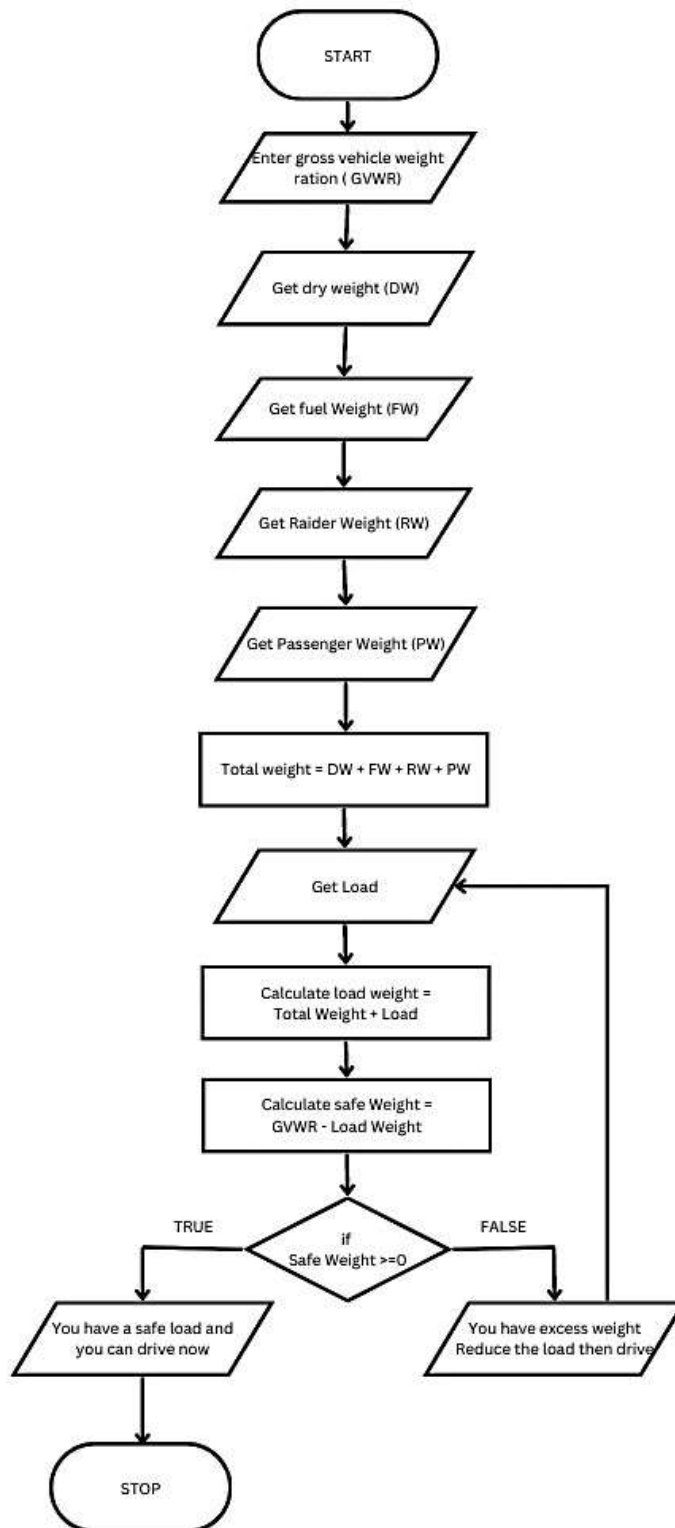 START
Enter gross vehicle weight
ration ( GVWR)
Get dry weight (DW)
Get fuel Weight (FW)
Get Raider Weight (RW)
Get Passenger Weight (PW)
Total weight = DW + FW + RW + PW
Get Load
Calculate load weight =
Total Weight + Load
Calculate safe Weight =
GVWR - Load Weight
if
Safe Weight >=0
TRUE
FALSE
You have a safe load and
you can drive now
You have excess weight
Reduce the load then drive
STOP